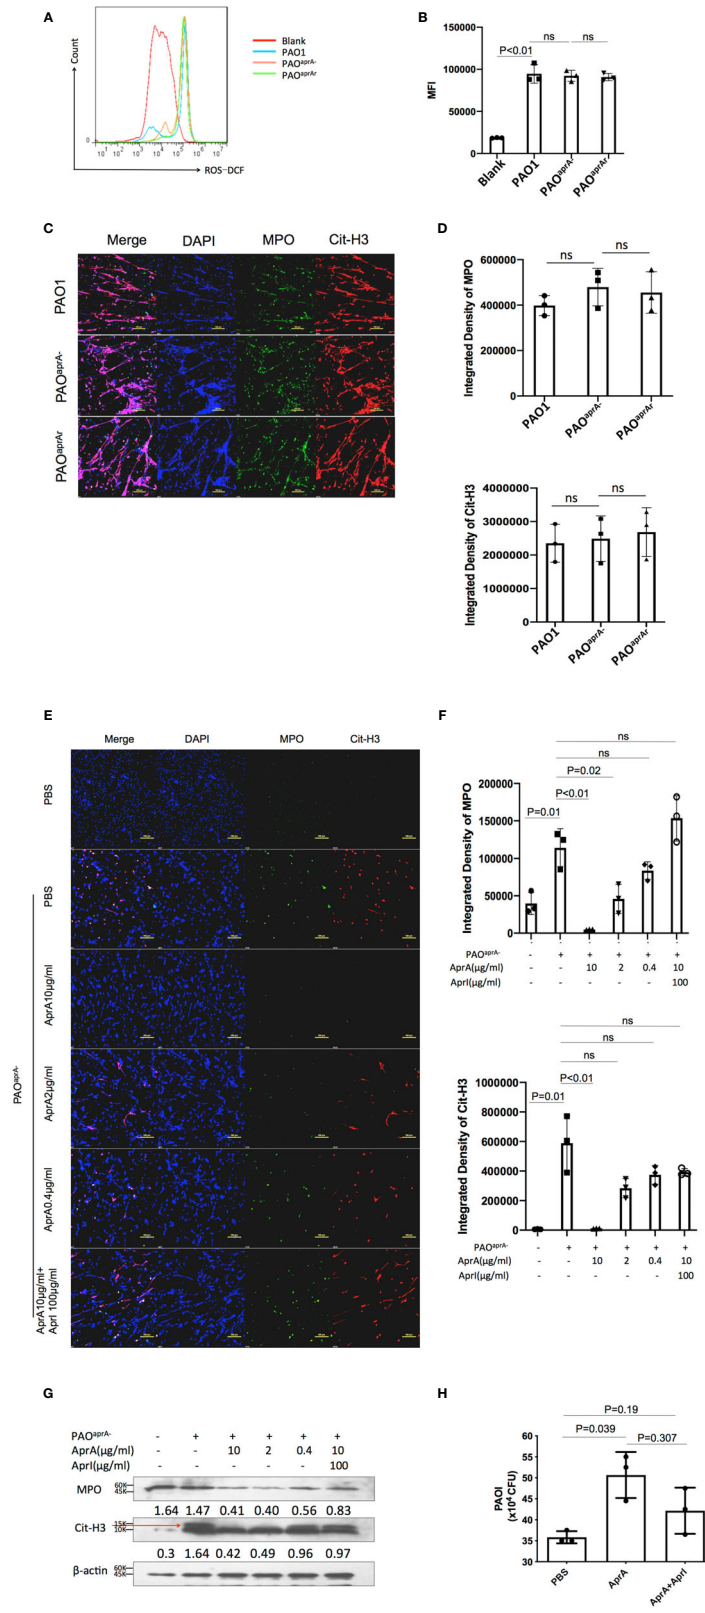 A
Count
0
10¹ 10² 10³ 10⁴ 10⁵ 10⁶ 10⁷
ROS-DCF
Blank
PAO1
PAOaprA-
PAOaprAr
B
ns ns
P<0.01
150000
100000
50000
0
MFI
Blank PAO1 PAOaprAr PAOaprAr
C
Merge DAPI MPO Cit-H3
PAO1
PAOaprA-
PAOaprAr
D
ns
ns
600000
400000
200000
0
Integrated Density of MPO
PAO1 PAOaprA- PAOaprAr
ns
ns
4000000
3000000
2000000
1000000
0
Integrated Density of Cit-H3
PAO1 PAOaprA- PAOaprAr
E
Merge DAPI MPO Cit-H3
PBS
PBS
AprA10μg/ml
AprA2μg/ml
AprA0.4μg/ml
AprA10μg/ml+
AprI 100μg/ml
PAOaprA-
F
ns
ns
P=0.02
P<0.01
P=0.01
200000
150000
100000
50000
0
Integrated Density of MPO
PAOaprA- - + + + + +
AprA(μg/ml) - - 10 2 0.4 10
AprI(μg/ml) - - - - - 100
ns
ns
ns
P<0.01
P=0.01
1000000
800000
600000
400000
200000
0
Integrated Density of Cit-H3
PAOaprA- - + + + + +
AprA(μg/ml) - - 10 2 0.4 10
AprI(μg/ml) - - - - - 100
G
PAOaprA- - + + + + +
AprA(μg/ml) - - 10 2 0.4 10
AprI(μg/ml) - - - - - 100
MPO 60K 45K
1.64 1.47 0.41 0.40 0.56 0.83
Cit-H3 15K 10K
0.3 1.64 0.42 0.49 0.96 0.97
β-actin 60K 45K
H
P=0.19
P=0.039
P=0.307
65
60
55
50
45
40
35
30
PAOI
(x10⁴ CFU)
PBS AprA AprA+AprI